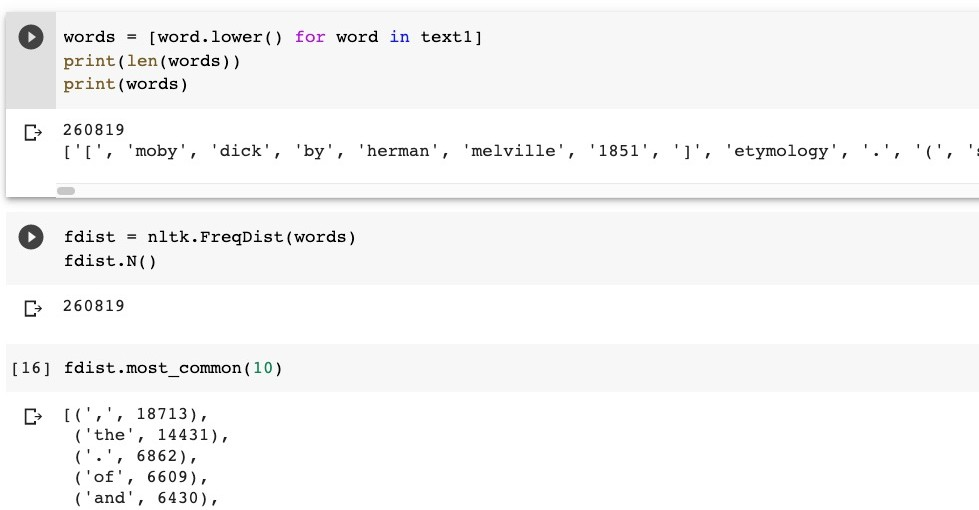 words = [word.lower() for word in text1]
print(len(words))
print(words)
260819
['[', 'moby', 'dick', 'by', 'herman', 'melville', '1851', ']', 'etymology', '.', '(', '
fdist = nltk.FreqDist(words)
fdist.N()
260819
[16] fdist.most_common(10)
[(',', 18713),
('the', 14431),
('.', 6862),
('of', 6609),
('and', 6430),